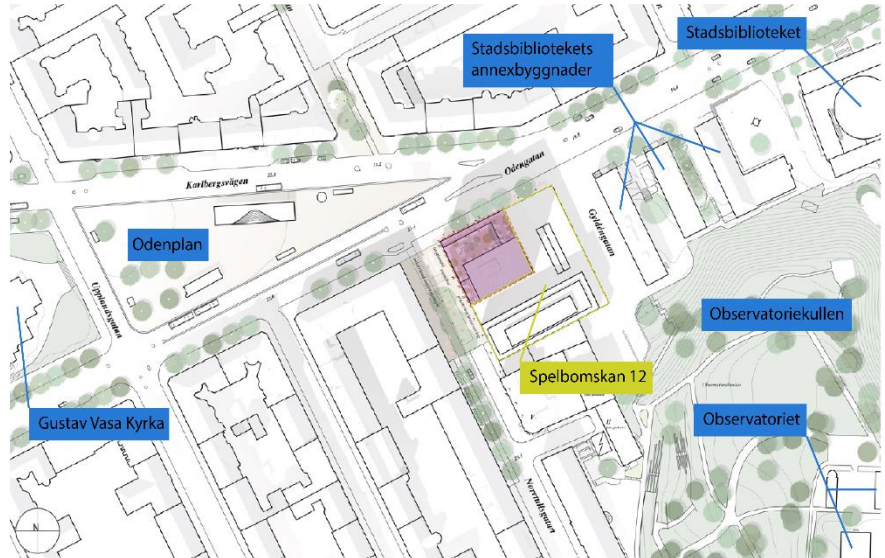 Stadsbiblioteket
Stadsbibliotekets
annexbyggnader
Karlbergsvägen
Odengatan
Odenplan
Gyldéngatan
Upplandsgatan
Observatoriekullen
Spelbomskan 12
Gustav Vasa Kyrka
Observatoriet
Norrtullsgatan
N